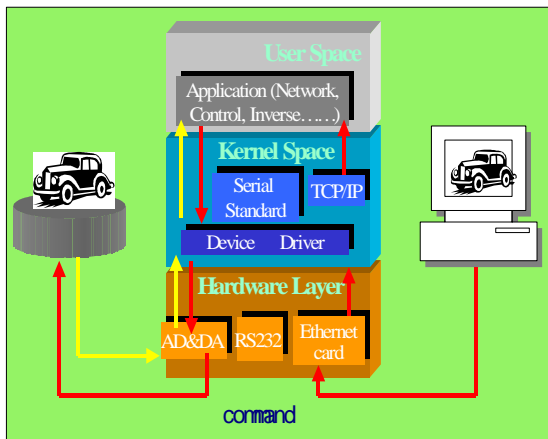 User Space
Application (Network,
Control, Inverse……)
Kernel Space
Serial
Standard
TCP/IP
Device Driver
Hardware Layer
AD&DA
RS232
Ethernet
card
command